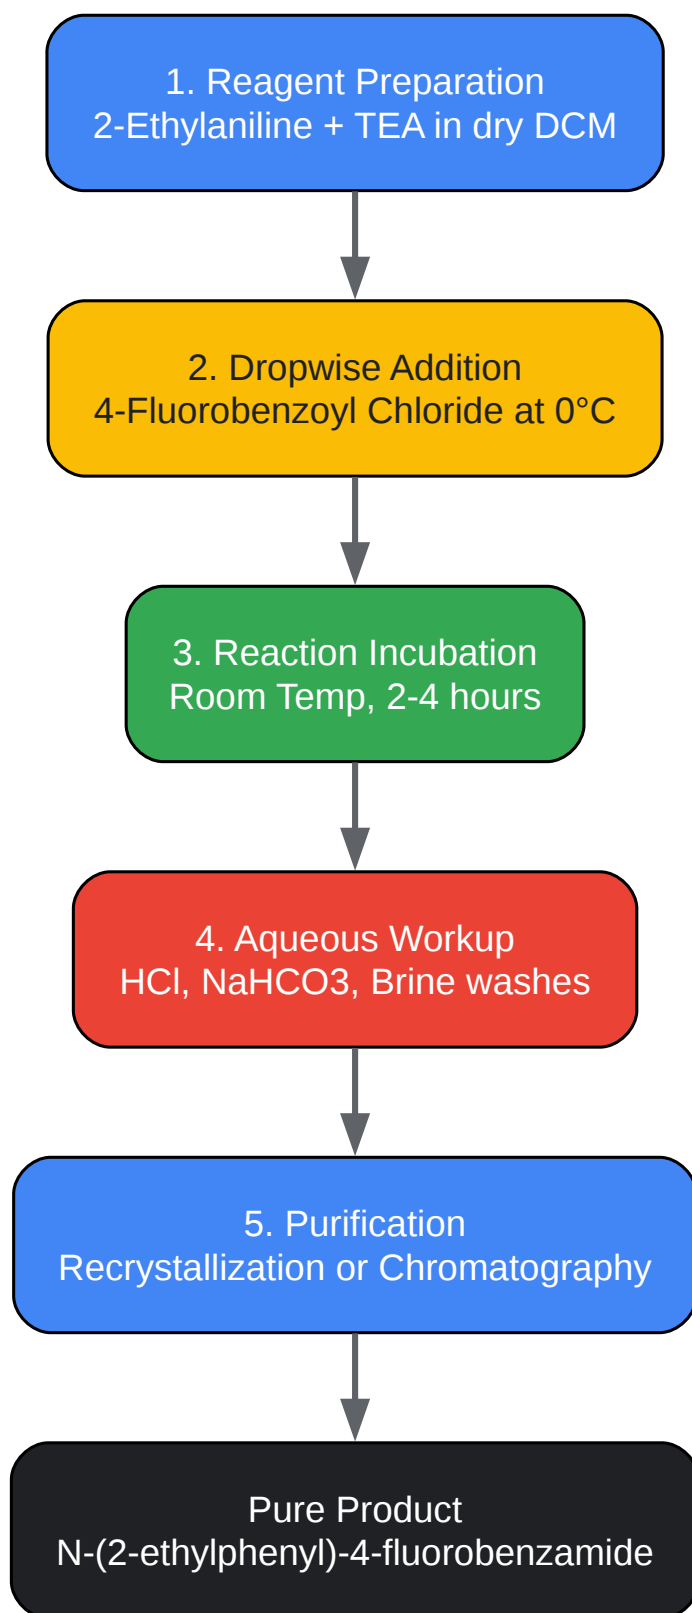 1. Reagent Preparation
2-Ethylaniline + TEA in dry DCM
2. Dropwise Addition
4-Fluorobenzoyl Chloride at 0°C
3. Reaction Incubation
Room Temp, 2-4 hours
4. Aqueous Workup
HCl, NaHCO3, Brine washes
5. Purification
Recrystallization or Chromatography
Pure Product
N-(2-ethylphenyl)-4-fluorobenzamide